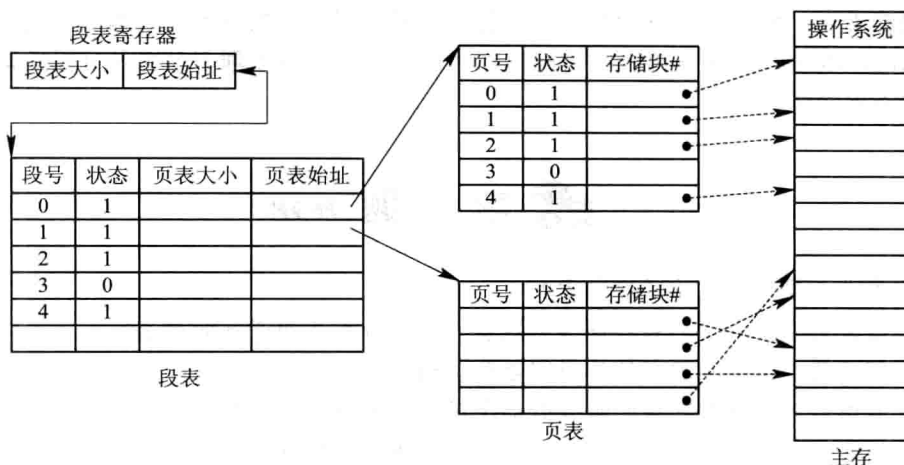 段表寄存器
段表大小 段表始址
段号 状态 页表大小 页表始址
0 1
1 1
2 1
3 0
4 1
段表
页号 状态 存储块#
0 1
1 1
2 1
3 0
4 1
页号 状态 存储块#
页表
操作系统
主存